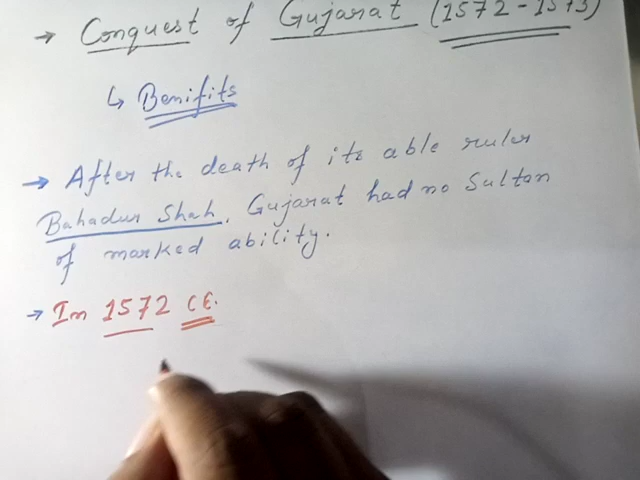 → Conquest of Gujarat (1572-1573)
↳ Benifits
→ After the death of its able ruler
Bahadur Shah, Gujarat had no Sultan
of marked ability.
→ In 1572 CE.